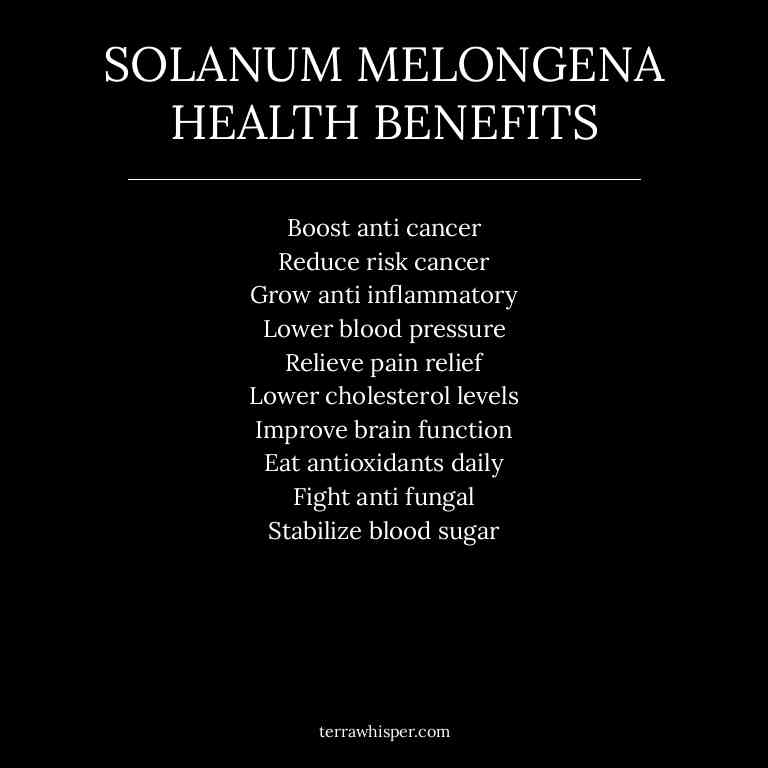 SOLANUM MELONGENA
HEALTH BENEFITS
Boost anti cancer
Reduce risk cancer
Grow anti inflammatory
Lower blood pressure
Relieve pain relief
Lower cholesterol levels
Improve brain function
Eat antioxidants daily
Fight anti fungal
Stabilize blood sugar
terrawhisper.com